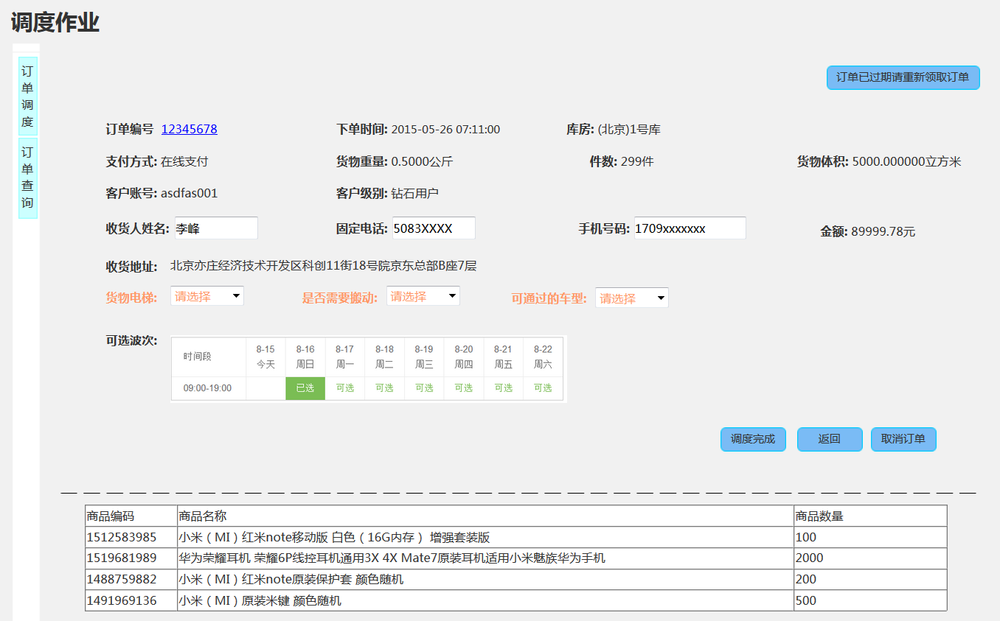 调度作业
订单调度
订单查询
订单已过期请重新领取订单
订单编号 12345678 下单时间: 2015-05-26 07:11:00 库房: (北京)1号库
支付方式: 在线支付 货物重量: 0.5000公斤 件数: 299件 货物体积: 5000.000000立方米
客户账号: asdfas001 客户级别: 钻石用户
收货人姓名: 李峰 固定电话: 5083XXXX 手机号码: 1709xxxxxxx 金额: 89999.78元
收货地址: 北京亦庄经济技术开发区科创11街18号院京东总部B座7层
货物电梯: 请选择 是否需要搬动: 请选择 可通过的车型: 请选择
可选波次:
时间段 8-15 8-16 8-17 8-18 8-19 8-20 8-21 8-22
今天 周日 周一 周二 周三 周四 周五 周六
09:00-19:00 已选 可选 可选 可选 可选 可选 可选
调度完成 返回 取消订单
商品编码 商品名称 商品数量
1512583985 小米（MI）红米note移动版 白色（16G内存） 增强套装版 100
1519681989 华为荣耀耳机 荣耀6P线控耳机通用3X 4X Mate7原装耳机适用小米魅族华为手机 2000
1488759882 小米（MI）红米note原装保护套 颜色随机 200
1491969136 小米（MI）原装米键 颜色随机 500